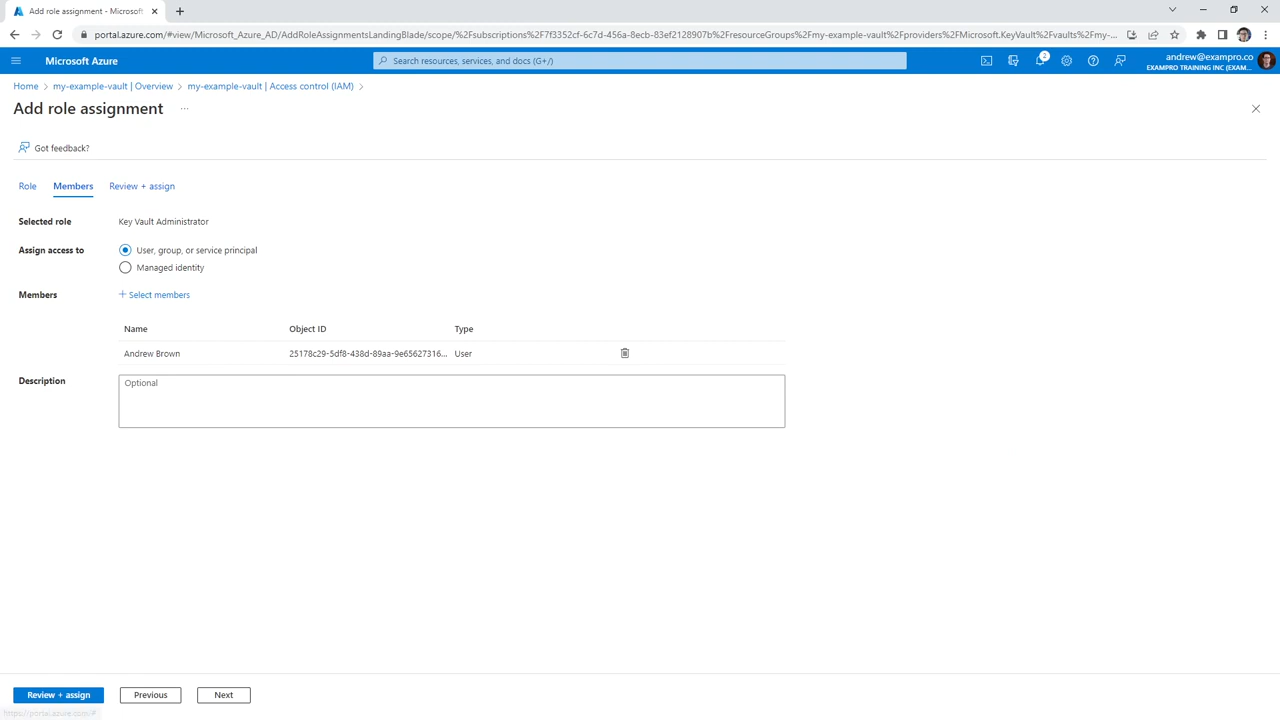 Add role assignment - Microsoft
portal.azure.com/#view/Microsoft_Azure_AD/AddRoleAssignmentsLandingBlade/scope/%2Fsubscriptions%2F7f3352cf-6c7d-456a-8ecb-83ef2128907b%2FresourceGroups%2Fmy-example-vault%2Fproviders%2FMicrosoft.KeyVault%2Fvaults%2Fmy-...
Microsoft Azure
Search resources, services, and docs (G+/)
2
andrew@exampro.co
EXAMPRO TRAINING INC (EXAM...
Home > my-example-vault | Overview > my-example-vault | Access control (IAM) >
Add role assignment ...
Got feedback?
Role Members Review + assign
Selected role Key Vault Administrator
Assign access to User, group, or service principal
Managed identity
Members + Select members
Name Object ID Type
Andrew Brown 25178c29-5df8-438d-89aa-9e65627316... User
Description Optional
Review + assign Previous Next
https://portal.azure.com/#